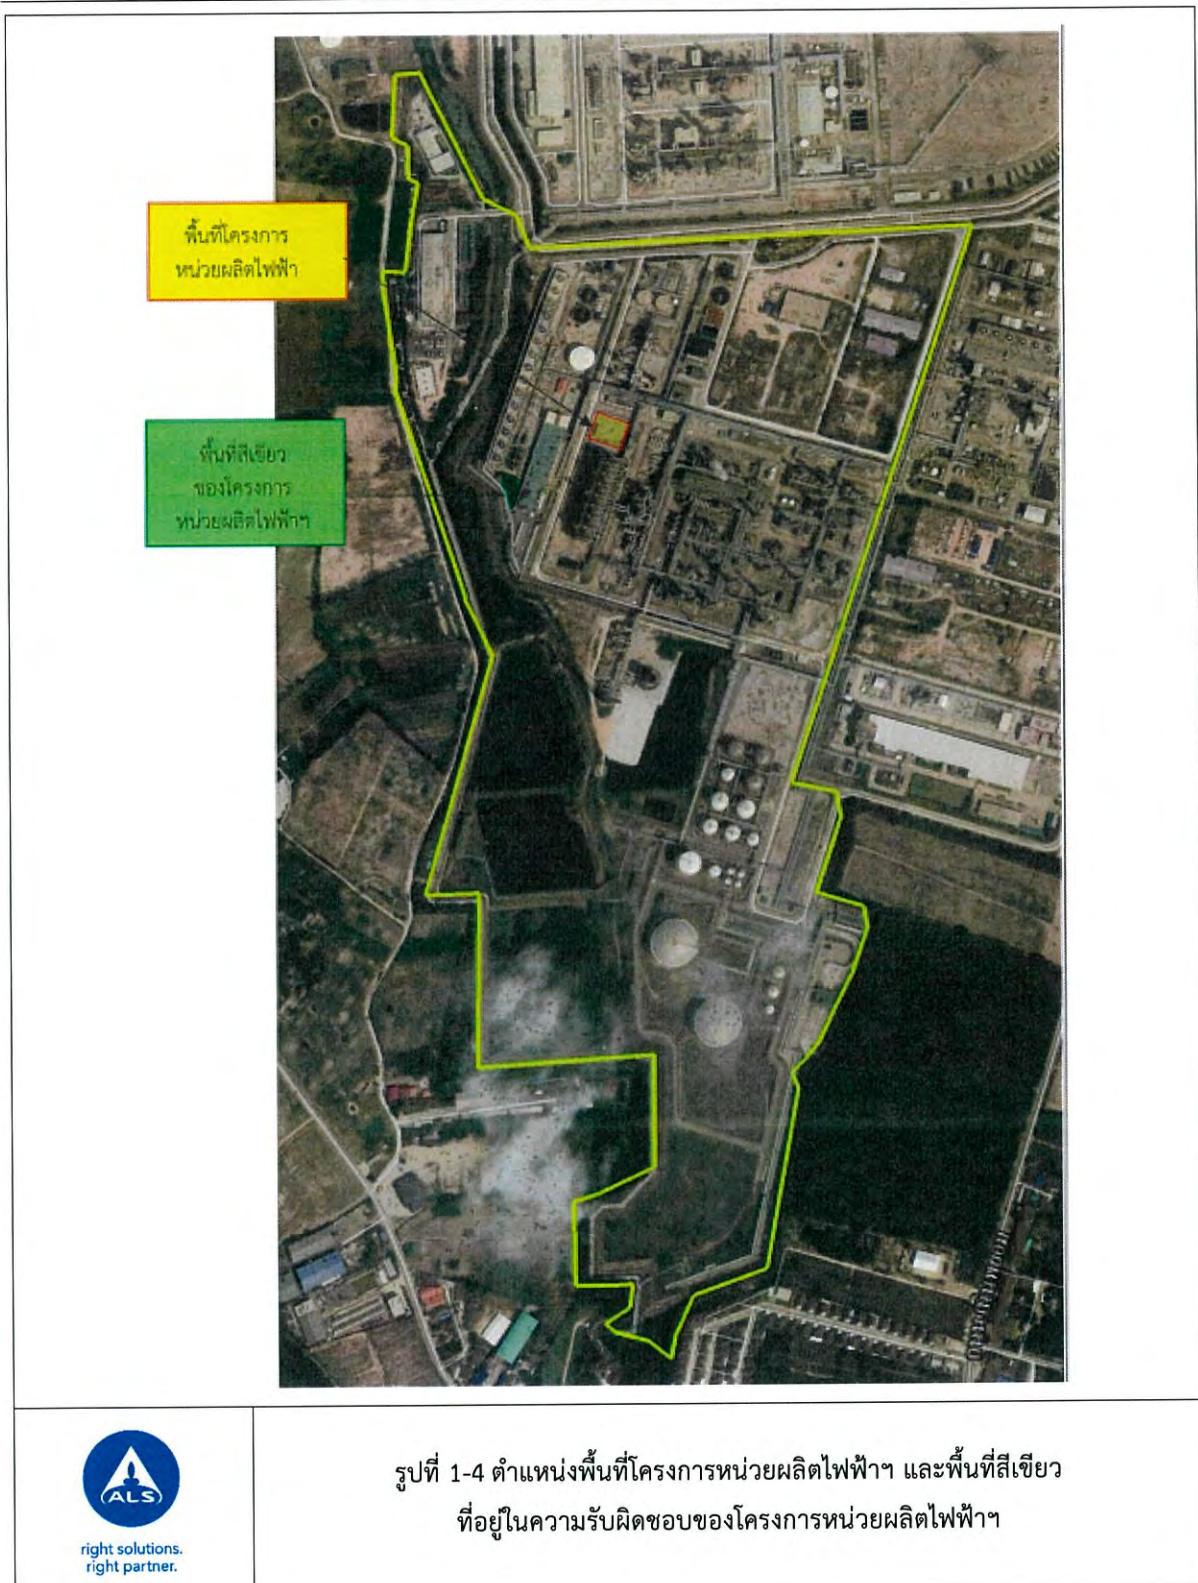 พื้นที่โครงการ
หน่วยผลิตไฟฟ้า
พื้นที่สีเขียว
ของโครงการ
หน่วยผลิตไฟฟ้าฯ
ALS
right solutions.
right partner.
รูปที่ 1-4 ตำแหน่งพื้นที่โครงการหน่วยผลิตไฟฟ้าฯ และพื้นที่สีเขียว
ที่อยู่ในความรับผิดชอบของโครงการหน่วยผลิตไฟฟ้าฯ